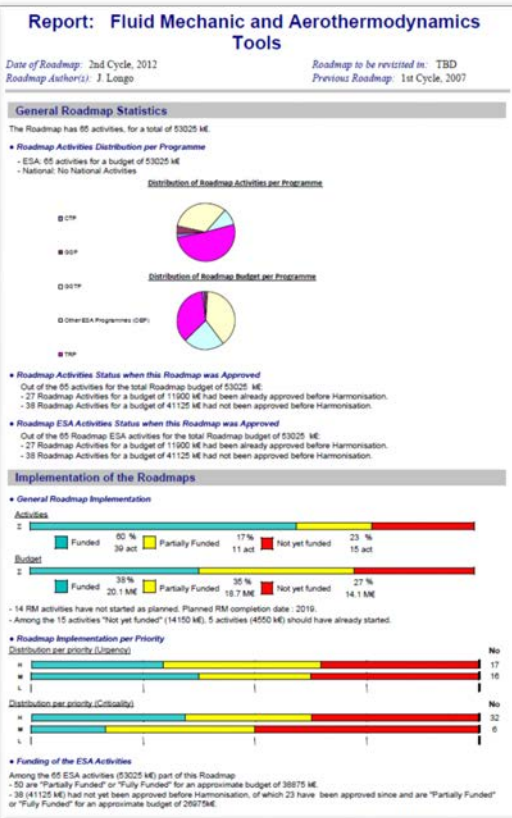 Report: Fluid Mechanic and Aerothermodynamics
Tools
Date of Roadmap: 2nd Cycle, 2012
Roadmap to be revisited in: TBD
Roadmap Author(s): J. Longo
Previous Roadmap: 1st Cycle, 2007
General Roadmap Statistics
The Roadmap has 65 activities, for a total of 53025 k€.
• Roadmap Activities Distribution per Programme
- ESA: 65 activities for a budget of 53025 k€
- National: No National Activities
Distribution of Roadmap Activities per Programme
CTP
GSP
Distribution of Roadmap Budget per Programme
GSTP
Other ESA Programmes (OEP)
TRP
• Roadmap Activities Status when this Roadmap was Approved
Out of the 65 activities for the total Roadmap budget of 53025 k€:
- 27 Roadmap Activities for a budget of 11900 k€ had been already approved before Harmonisation.
- 38 Roadmap Activities for a budget of 41125 k€ had not been approved before Harmonisation.
• Roadmap ESA Activities Status when this Roadmap was Approved
Out of the 65 Roadmap ESA activities for the total Roadmap budget of 53025 k€:
- 27 Roadmap Activities for a budget of 11900 k€ had been already approved before Harmonisation.
- 38 Roadmap Activities for a budget of 41125 k€ had not been approved before Harmonisation.
Implementation of the Roadmaps
• General Roadmap Implementation
Activities
Σ
Funded 60 % 39 act Partially Funded 17% 11 act Not yet funded 23 % 15 act
Budget
Σ
Funded 38% 20.1 M€ Partially Funded 35 % 18.7 M€ Not yet funded 27 % 14.1 M€
- 14 RM activities have not started as planned. Planned RM completion date : 2019.
- Among the 15 activities "Not yet funded" (14150 k€), 5 activities (4550 k€) should have already started.
• Roadmap Implementation per Priority
Distribution per priority (Urgency) No
H 17
M 16
L
Distribution per priority (Criticality) No
H 32
M 6
L
• Funding of the ESA Activities
Among the 65 ESA activities (53025 k€) part of this Roadmap
- 50 are "Partially Funded" or "Fully Funded" for an approximate budget of 38875 k€.
- 38 (41125 k€) had not yet been approved before Harmonisation, of which 23 have been approved since and are "Partially Funded"
or "Fully Funded" for an approximate budget of 26975k€.